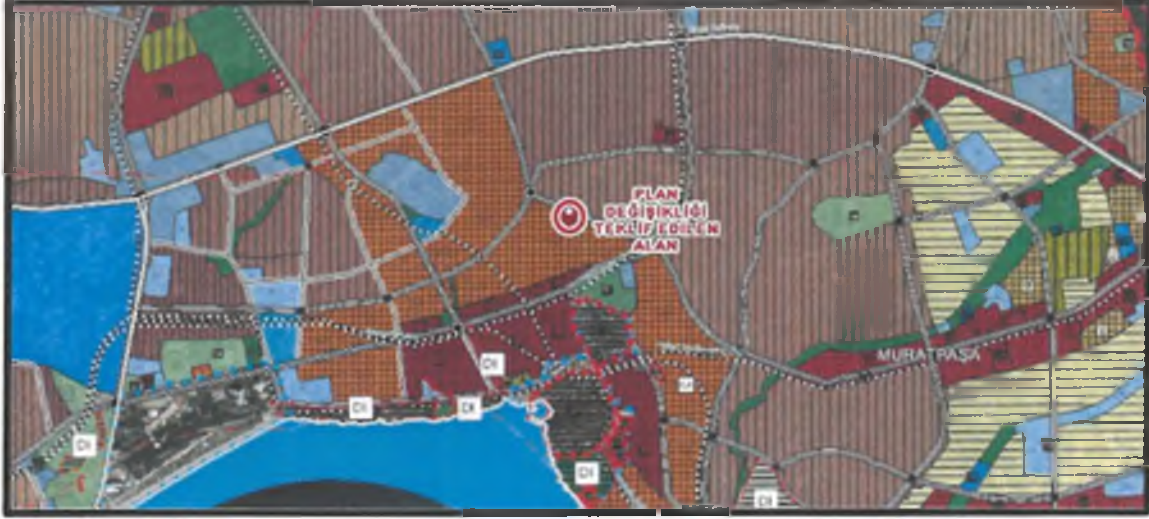 PLAN
DEĞİŞİKLİĞİ
TEKLİF EDİLEN
ALAN
MURATPAŞA
DI
DI
DI
DI
DI
DI